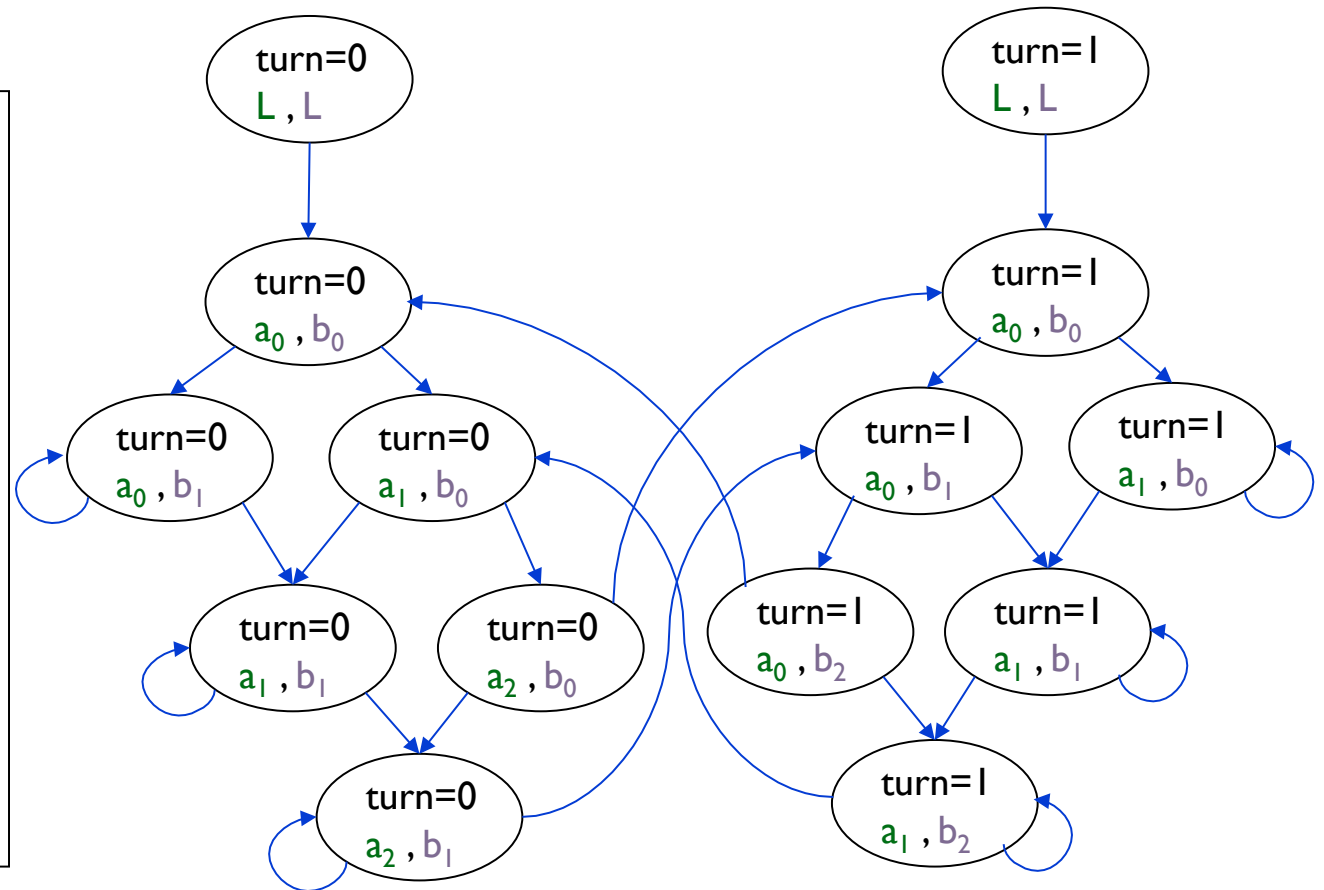 turn=0
L , L
turn=1
L , L
turn=0
a₀ , b₀
turn=1
a₀ , b₀
turn=0
a₀ , b₁
turn=0
a₁ , b₀
turn=1
a₀ , b₁
turn=1
a₁ , b₀
turn=0
a₁ , b₁
turn=0
a₂ , b₀
turn=1
a₀ , b₂
turn=1
a₁ , b₁
turn=0
a₂ , b₁
turn=1
a₁ , b₂